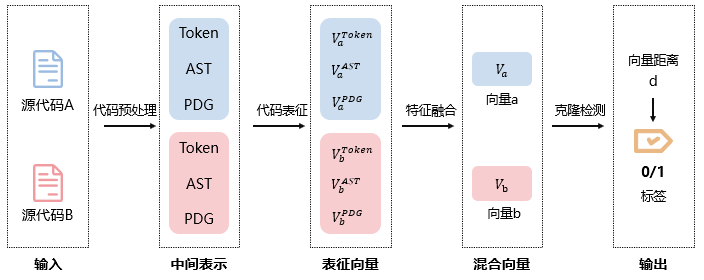 源代码A
源代码B
输入
代码预处理
Token
AST
PDG
Token
AST
PDG
中间表示
代码表征
V_a^{Token}
V_a^{AST}
V_a^{PDG}
V_b^{Token}
V_b^{AST}
V_b^{PDG}
表征向量
特征融合
V_a
向量a
V_b
向量b
混合向量
克隆检测
向量距离
d
0/1
标签
输出